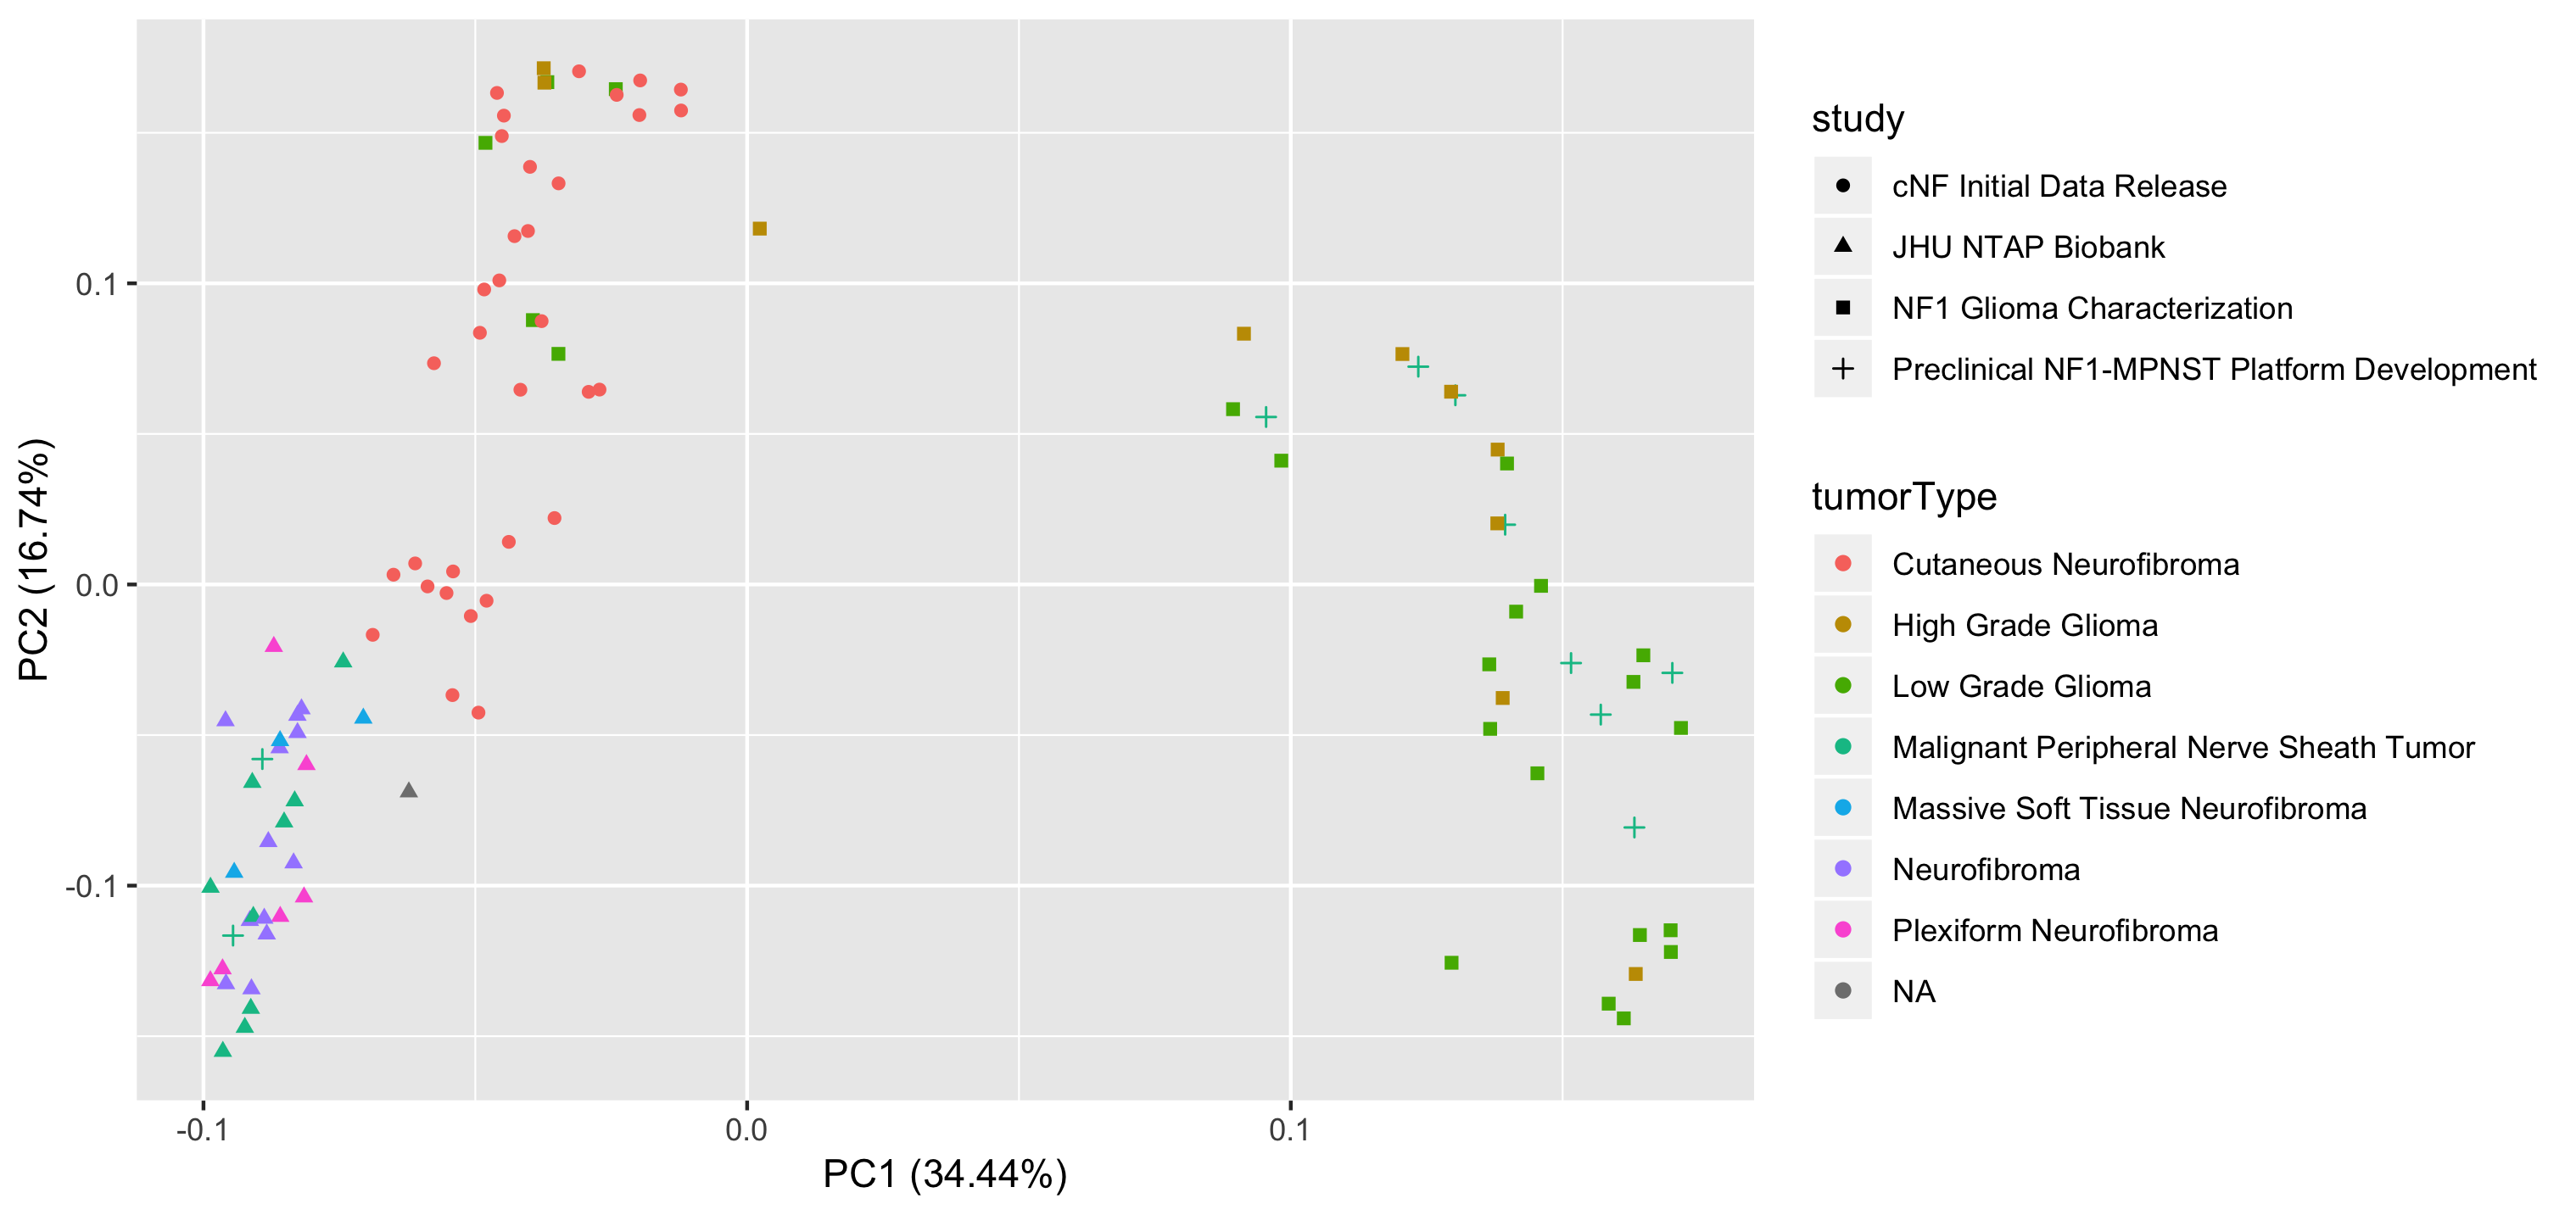 study
cNF Initial Data Release
JHU NTAP Biobank
NF1 Glioma Characterization
Preclinical NF1-MPNST Platform Development
tumorType
Cutaneous Neurofibroma
High Grade Glioma
Low Grade Glioma
Malignant Peripheral Nerve Sheath Tumor
Massive Soft Tissue Neurofibroma
Neurofibroma
Plexiform Neurofibroma
NA
PC2 (16.74%)
0.1
0.0
-0.1
-0.1
0.0
0.1
PC1 (34.44%)